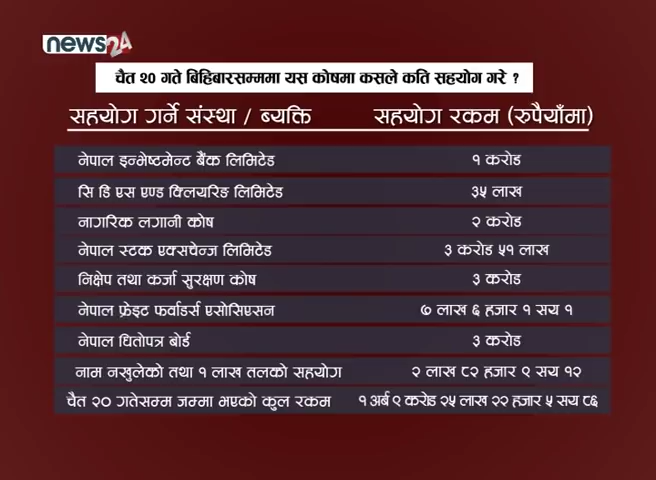 news24
चैत २० गते बिहिबारसम्ममा यस कोषमा कसले कति सहयोग गरे ?
सहयोग गर्ने संस्था / ब्यक्ति सहयोग रकम (रुपैयाँमा)
नेपाल इन्भेष्टमेन्ट बैंक लिमिटेड १ करोड
सि डि एस एण्ड क्लियरिङ लिमिटेड ३५ लाख
नागरिक लगानी कोष २ करोड
नेपाल स्टक एक्सचेन्ज लिमिटेड ३ करोड ५१ लाख
निक्षेप तथा कर्जा सुरक्षण कोष ३ करोड
नेपाल फ्रेइट फर्वाडर्स एसोसिएसन ७ लाख ६ हजार १ सय १
नेपाल धितोपत्र बोर्ड ३ करोड
नाम नखुलेको तथा १ लाख तलको सहयोग २ लाख ८२ हजार ९ सय १२
चैत २० गतेसम्म जम्मा भएको कुल रकम १ अर्ब ९ करोड २५ लाख २२ हजार ५ सय ८६